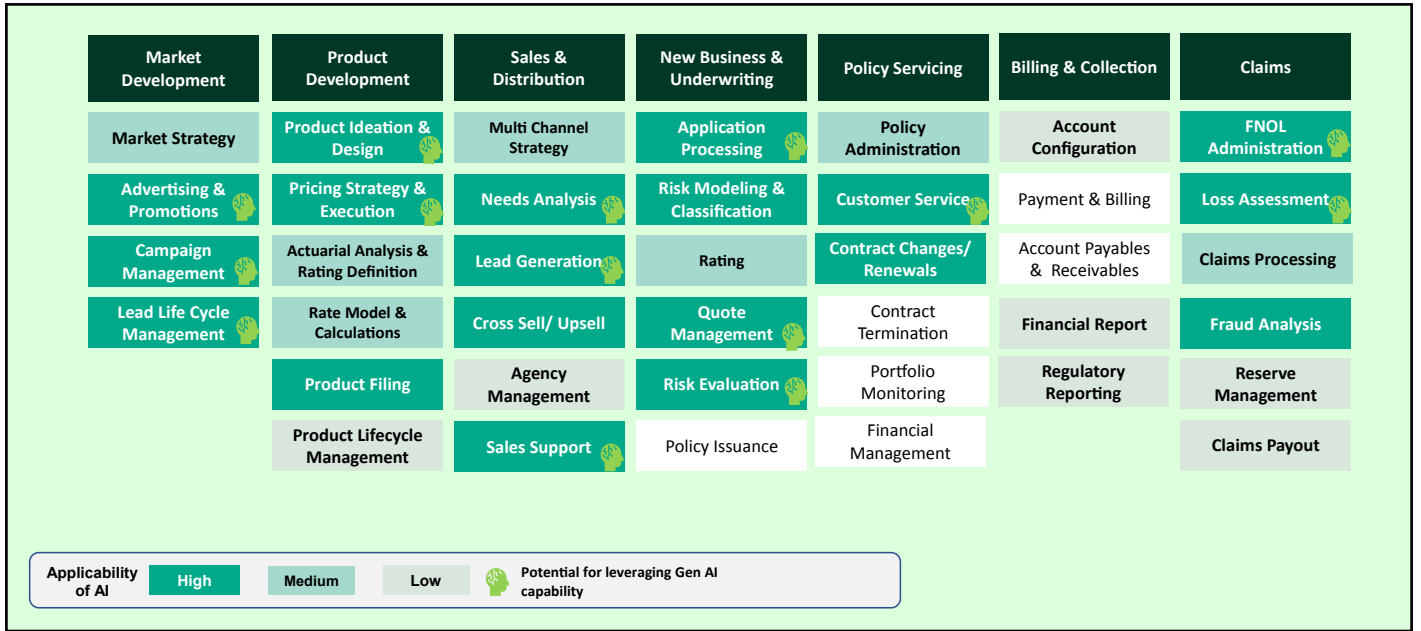 Market
Development
Product
Development
Sales &
Distribution
New Business &
Underwriting
Policy Servicing
Billing & Collection
Claims
Market Strategy
Product Ideation &
Design
Multi Channel
Strategy
Application
Processing
Policy
Administration
Account
Configuration
FNOL
Administration
Advertising &
Promotions
Pricing Strategy &
Execution
Needs Analysis
Risk Modeling &
Classification
Customer Service
Payment & Billing
Loss Assessment
Campaign
Management
Actuarial Analysis &
Rating Definition
Lead Generation
Rating
Contract Changes/
Renewals
Account Payables
& Receivables
Claims Processing
Lead Life Cycle
Management
Rate Model &
Calculations
Cross Sell/ Upsell
Quote
Management
Contract
Termination
Financial Report
Fraud Analysis
Product Filing
Agency
Management
Risk Evaluation
Portfolio
Monitoring
Regulatory
Reporting
Reserve
Management
Product Lifecycle
Management
Sales Support
Policy Issuance
Financial
Management
Claims Payout
Applicability
of AI
High
Medium
Low
Potential for leveraging Gen AI
capability